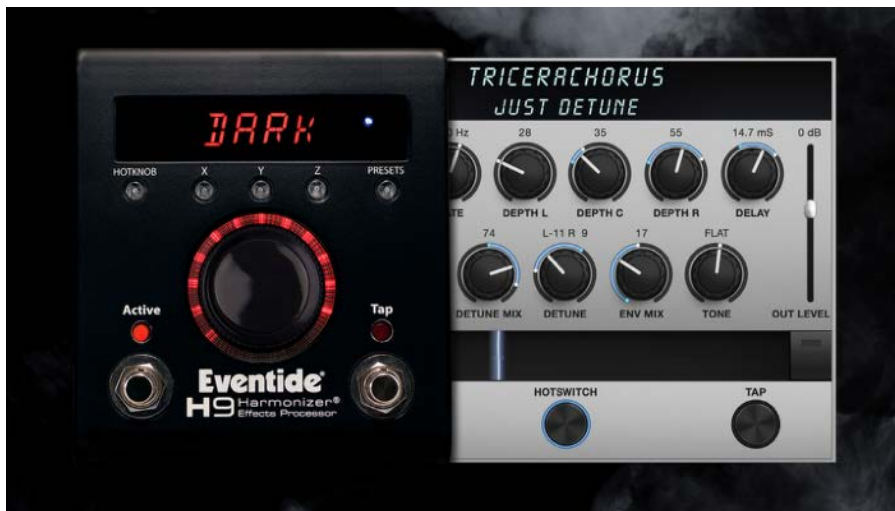 DARK
HOTKNOB X Y Z PRESETS
Active
Tap
Eventide®
H9 Harmonizer®
Effects Processor
TRICERACHORUS
JUST DETUNE
Hz 28 35 55 14.7 mS 0 dB
DEPTH L DEPTH C DEPTH R DELAY
74 L-11 R 9 17 FLAT
DETUNE MIX DETUNE ENV MIX TONE OUT LEVEL
HOTSWITCH TAP